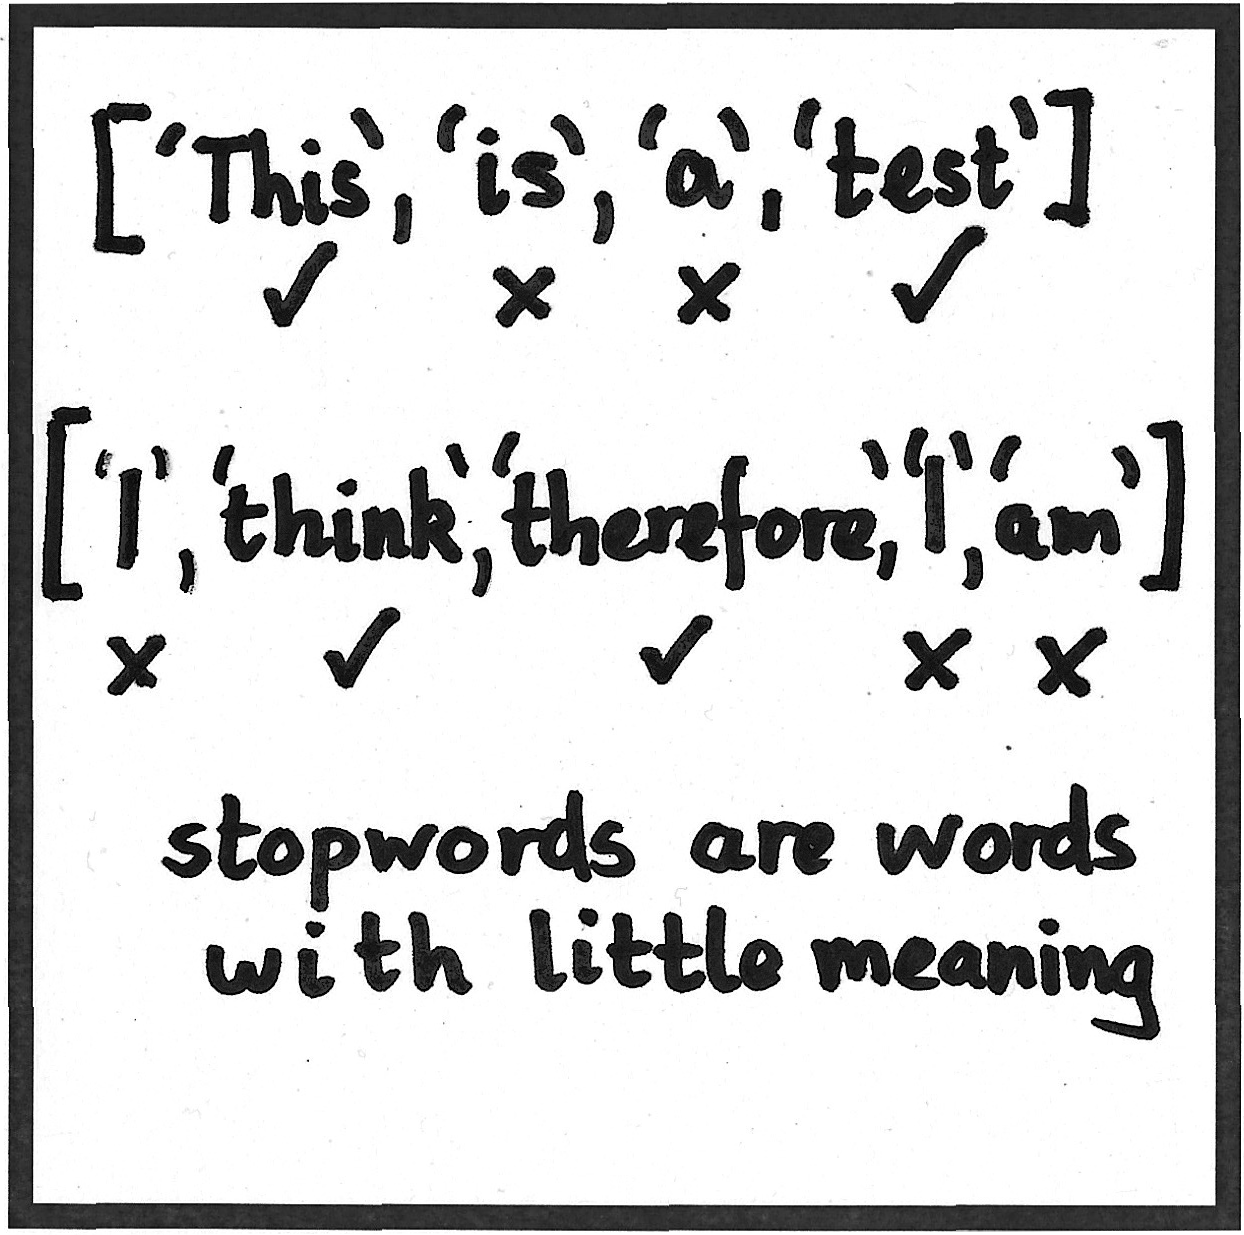 ['This', 'is', 'a', 'test']
✓ × × ✓
['I', 'think', 'therefore,' 'I', 'am']
× ✓ ✓ × ×
stopwords are words
with little meaning